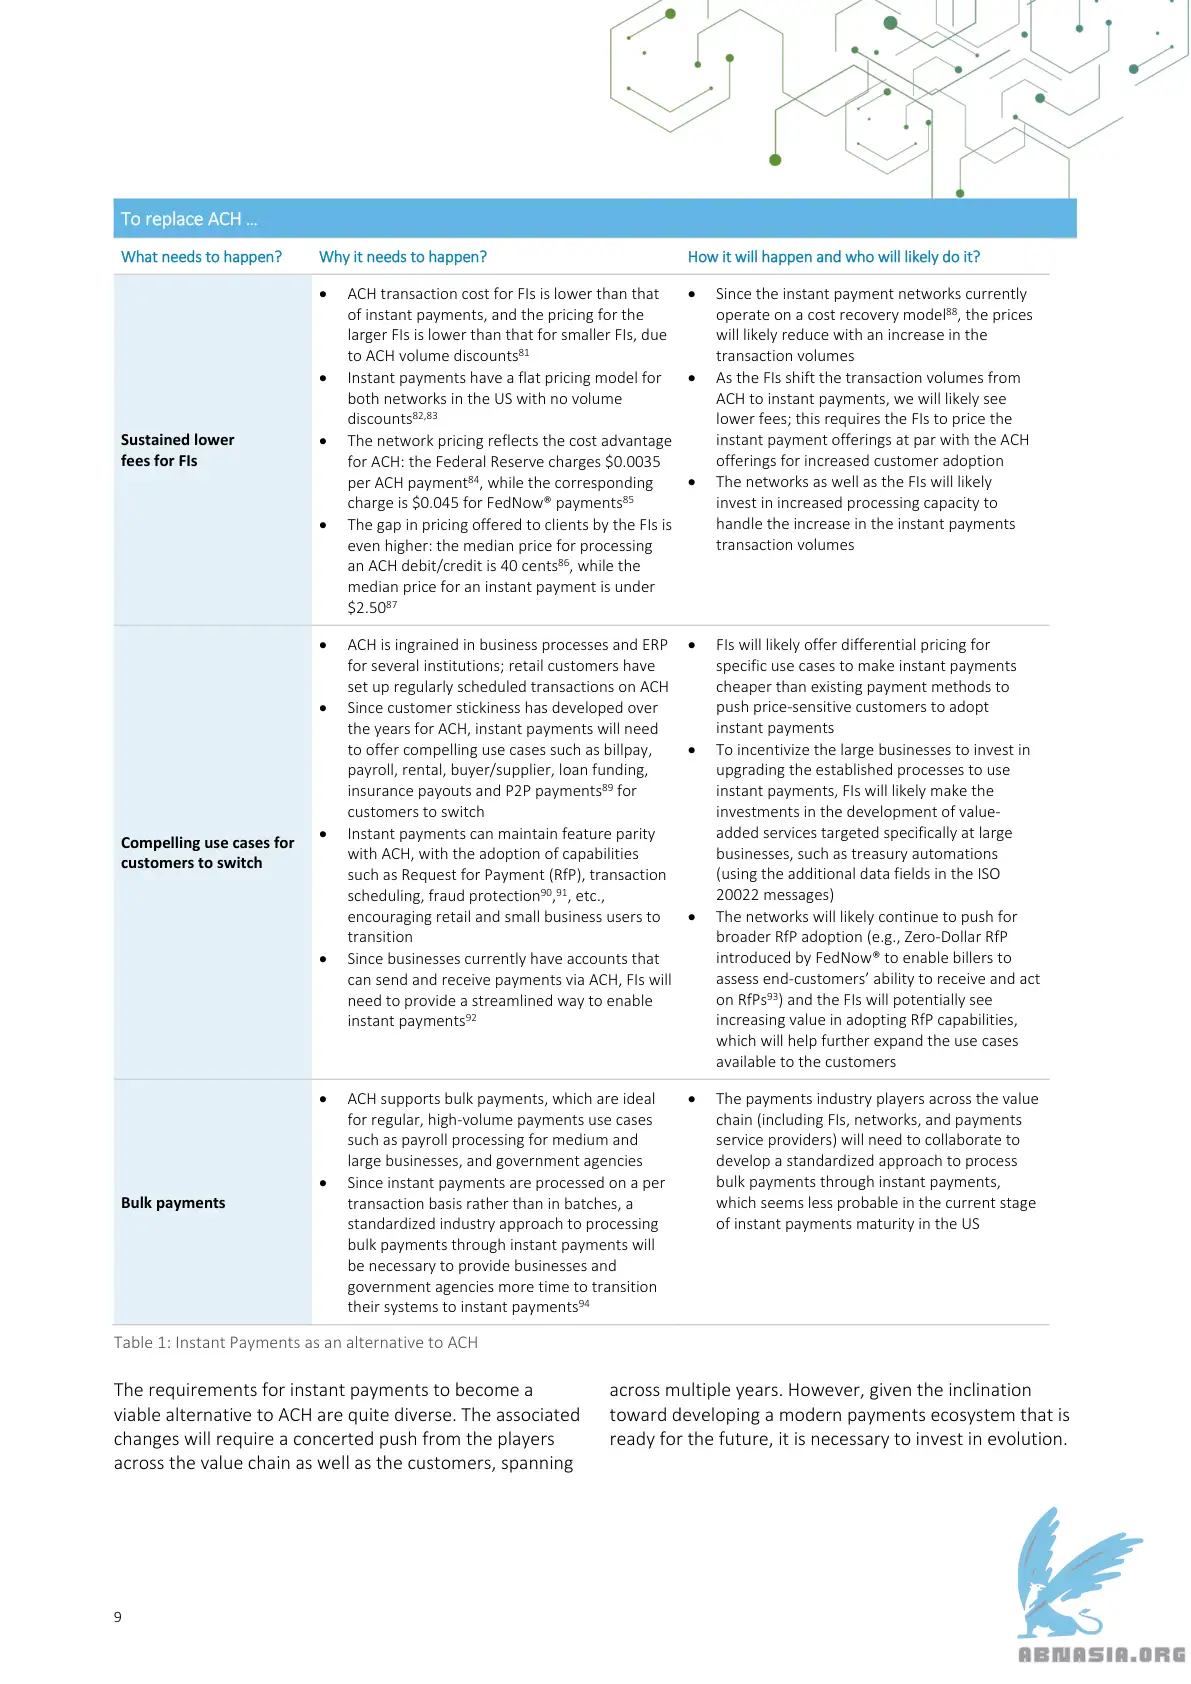 To replace ACH ...
What needs to happen?
Why it needs to happen?
How it will happen and who will likely do it?
Sustained lower
fees for FIs
• ACH transaction cost for FIs is lower than that
of instant payments, and the pricing for the
larger FIs is lower than that for smaller FIs, due
to ACH volume discounts81
• Instant payments have a flat pricing model for
both networks in the US with no volume
discounts82,83
• The network pricing reflects the cost advantage
for ACH: the Federal Reserve charges $0.0035
per ACH payment84, while the corresponding
charge is $0.045 for FedNow® payments85
• The gap in pricing offered to clients by the FIs is
even higher: the median price for processing
an ACH debit/credit is 40 cents86, while the
median price for an instant payment is under
$2.5087
• Since the instant payment networks currently
operate on a cost recovery model88, the prices
will likely reduce with an increase in the
transaction volumes
• As the FIs shift the transaction volumes from
ACH to instant payments, we will likely see
lower fees; this requires the FIs to price the
instant payment offerings at par with the ACH
offerings for increased customer adoption
• The networks as well as the FIs will likely
invest in increased processing capacity to
handle the increase in the instant payments
transaction volumes
Compelling use cases for
customers to switch
• ACH is ingrained in business processes and ERP
for several institutions; retail customers have
set up regularly scheduled transactions on ACH
• Since customer stickiness has developed over
the years for ACH, instant payments will need
to offer compelling use cases such as billpay,
payroll, rental, buyer/supplier, loan funding,
insurance payouts and P2P payments89 for
customers to switch
• Instant payments can maintain feature parity
with ACH, with the adoption of capabilities
such as Request for Payment (RfP), transaction
scheduling, fraud protection90,91, etc.,
encouraging retail and small business users to
transition
• Since businesses currently have accounts that
can send and receive payments via ACH, FIs will
need to provide a streamlined way to enable
instant payments92
• FIs will likely offer differential pricing for
specific use cases to make instant payments
cheaper than existing payment methods to
push price-sensitive customers to adopt
instant payments
• To incentivize the large businesses to invest in
upgrading the established processes to use
instant payments, FIs will likely make the
investments in the development of value-
added services targeted specifically at large
businesses, such as treasury automations
(using the additional data fields in the ISO
20022 messages)
• The networks will likely continue to push for
broader RfP adoption (e.g., Zero-Dollar RfP
introduced by FedNow® to enable billers to
assess end-customers’ ability to receive and act
on RfPs93) and the FIs will potentially see
increasing value in adopting RfP capabilities,
which will help further expand the use cases
available to the customers
Bulk payments
• ACH supports bulk payments, which are ideal
for regular, high-volume payments use cases
such as payroll processing for medium and
large businesses, and government agencies
• Since instant payments are processed on a per
transaction basis rather than in batches, a
standardized industry approach to processing
bulk payments through instant payments will
be necessary to provide businesses and
government agencies more time to transition
their systems to instant payments94
• The payments industry players across the value
chain (including FIs, networks, and payments
service providers) will need to collaborate to
develop a standardized approach to process
bulk payments through instant payments,
which seems less probable in the current stage
of instant payments maturity in the US
Table 1: Instant Payments as an alternative to ACH
The requirements for instant payments to become a
viable alternative to ACH are quite diverse. The associated
changes will require a concerted push from the players
across the value chain as well as the customers, spanning
across multiple years. However, given the inclination
toward developing a modern payments ecosystem that is
ready for the future, it is necessary to invest in evolution.
9
ABNASIA.ORG